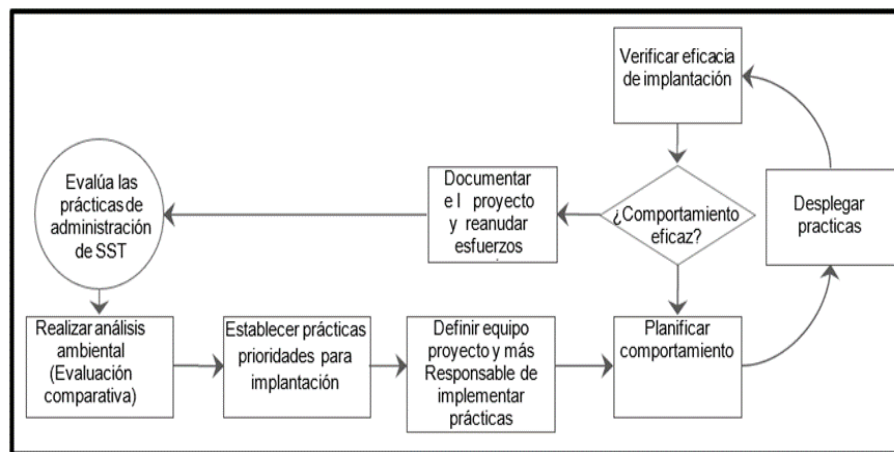 Verificar eficacia
de implantación
Evalúa las
prácticas de
administración
de SST
Documentar
e l proyecto
y reanudar
esfuerzos
¿Comportamiento
eficaz?
Desplegar
practicas
Realizar análisis
ambiental
(Evaluación
comparativa)
Establecer prácticas
prioridades para
implantación
Definir equipo
proyecto y más
Responsable de
implementar
prácticas
Planificar
comportamiento